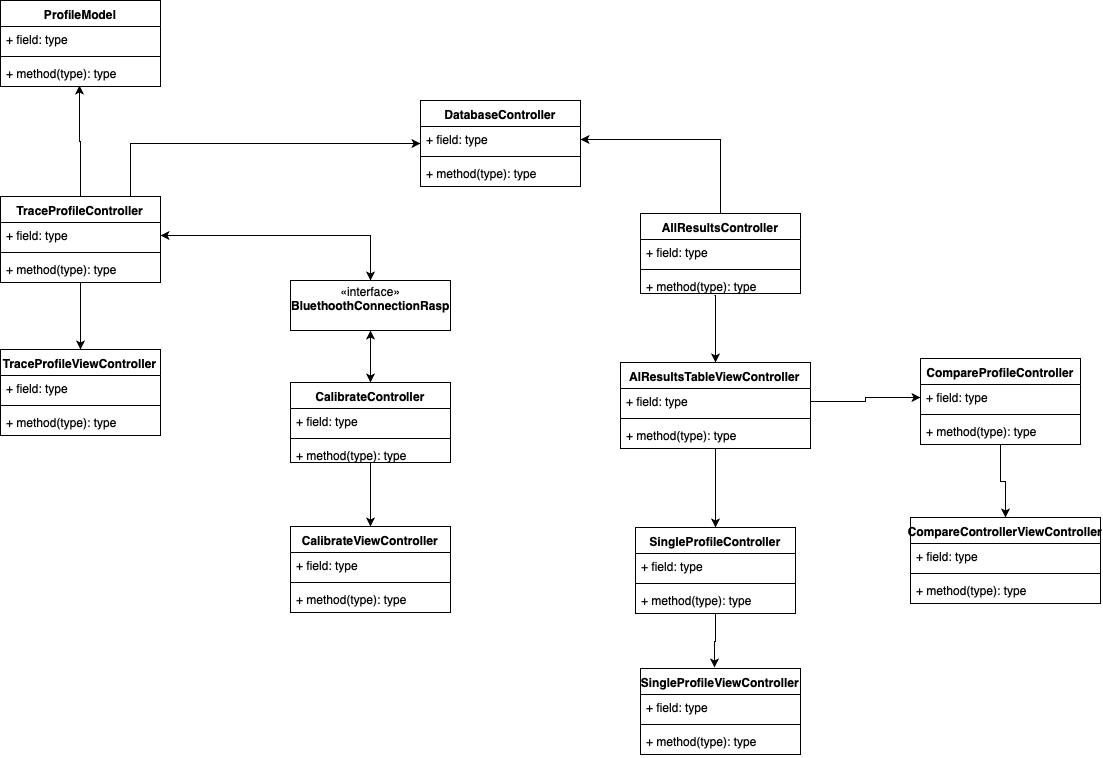 ProfileModel
+ field: type
+ method(type): type
DatabaseController
+ field: type
+ method(type): type
TraceProfileController
+ field: type
+ method(type): type
AllResultsController
+ field: type
+ method(type): type
«interface»
BluethoothConnectionRasp
TraceProfileViewController
+ field: type
+ method(type): type
AlResultsTableViewController
+ field: type
+ method(type): type
CompareProfileController
+ field: type
+ method(type): type
CalibrateController
+ field: type
+ method(type): type
CalibrateViewController
+ field: type
+ method(type): type
SingleProfileController
+ field: type
+ method(type): type
CompareControllerViewController
+ field: type
+ method(type): type
SingleProfileViewController
+ field: type
+ method(type): type